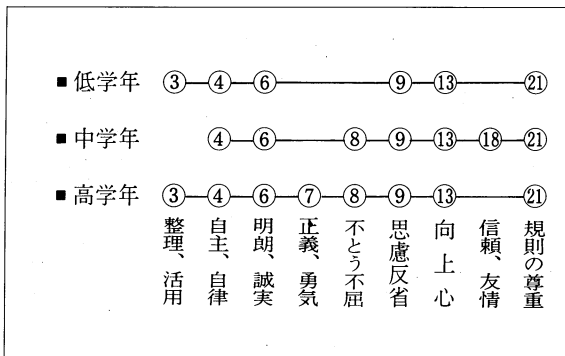 ■低学年 ③ ④ ⑥ ⑨ ⑬ ㉑
■中学年 ④ ⑥ ⑧ ⑨ ⑬ ⑱ ㉑
■高学年 ③ ④ ⑥ ⑦ ⑧ ⑨ ⑬ ㉑
整理、活用
自主、自律
明朗、誠実
正義、勇気
不とう不屈
思慮反省
向上心
信頼、友情
規則の尊重